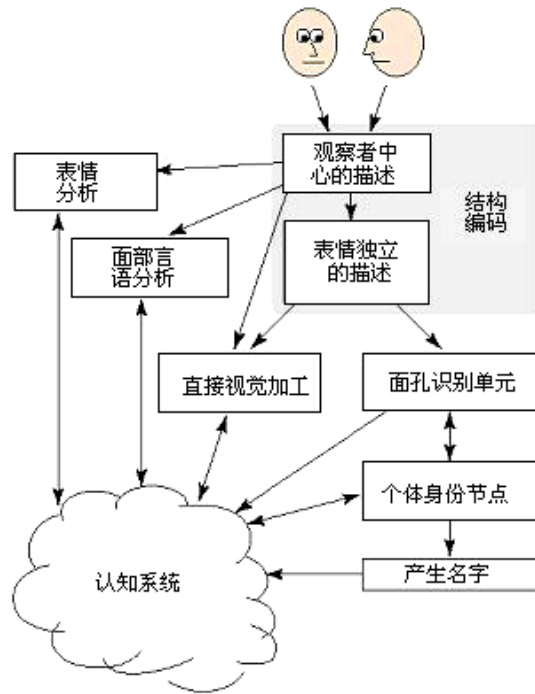 观察者中
心的描述
结构
编码
表情
分析
面部言
语分析
表情独立
的描述
直接视觉加工
面孔识别单元
个体身份节点
产生名字
认知系统